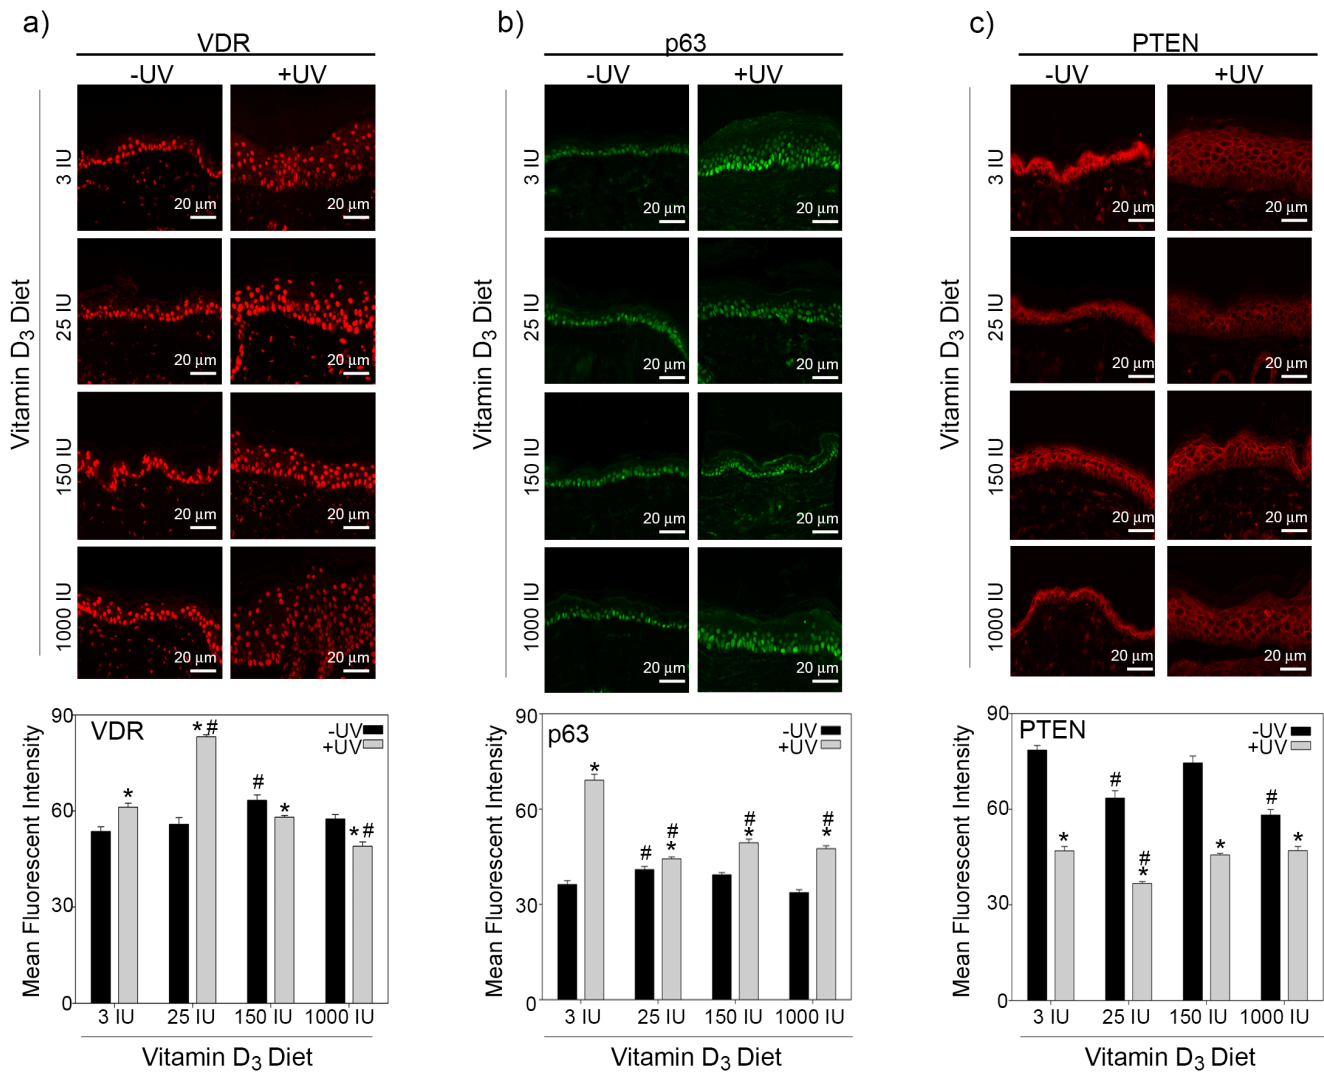 a)
VDR
-UV +UV
Vitamin D3 Diet
3 IU
20 µm 20 µm
25 IU
20 µm 20 µm
150 IU
20 µm 20 µm
1000 IU
20 µm 20 µm
90
60
30
0
Mean Fluorescent Intensity
VDR
-UV
+UV
*
* #
#
*
* #
3 IU 25 IU 150 IU 1000 IU
Vitamin D3 Diet
b)
p63
-UV +UV
Vitamin D3 Diet
3 IU
20 µm 20 µm
25 IU
20 µm 20 µm
150 IU
20 µm 20 µm
1000 IU
20 µm 20 µm
90
60
30
0
Mean Fluorescent Intensity
p63
-UV
+UV
*
#
#
*
#
*
#
*
3 IU 25 IU 150 IU 1000 IU
Vitamin D3 Diet
c)
PTEN
-UV +UV
Vitamin D3 Diet
3 IU
20 µm 20 µm
25 IU
20 µm 20 µm
150 IU
20 µm 20 µm
1000 IU
20 µm 20 µm
90
60
30
0
Mean Fluorescent Intensity
PTEN
-UV
+UV
*
#
#
*
*
#
*
3 IU 25 IU 150 IU 1000 IU
Vitamin D3 Diet